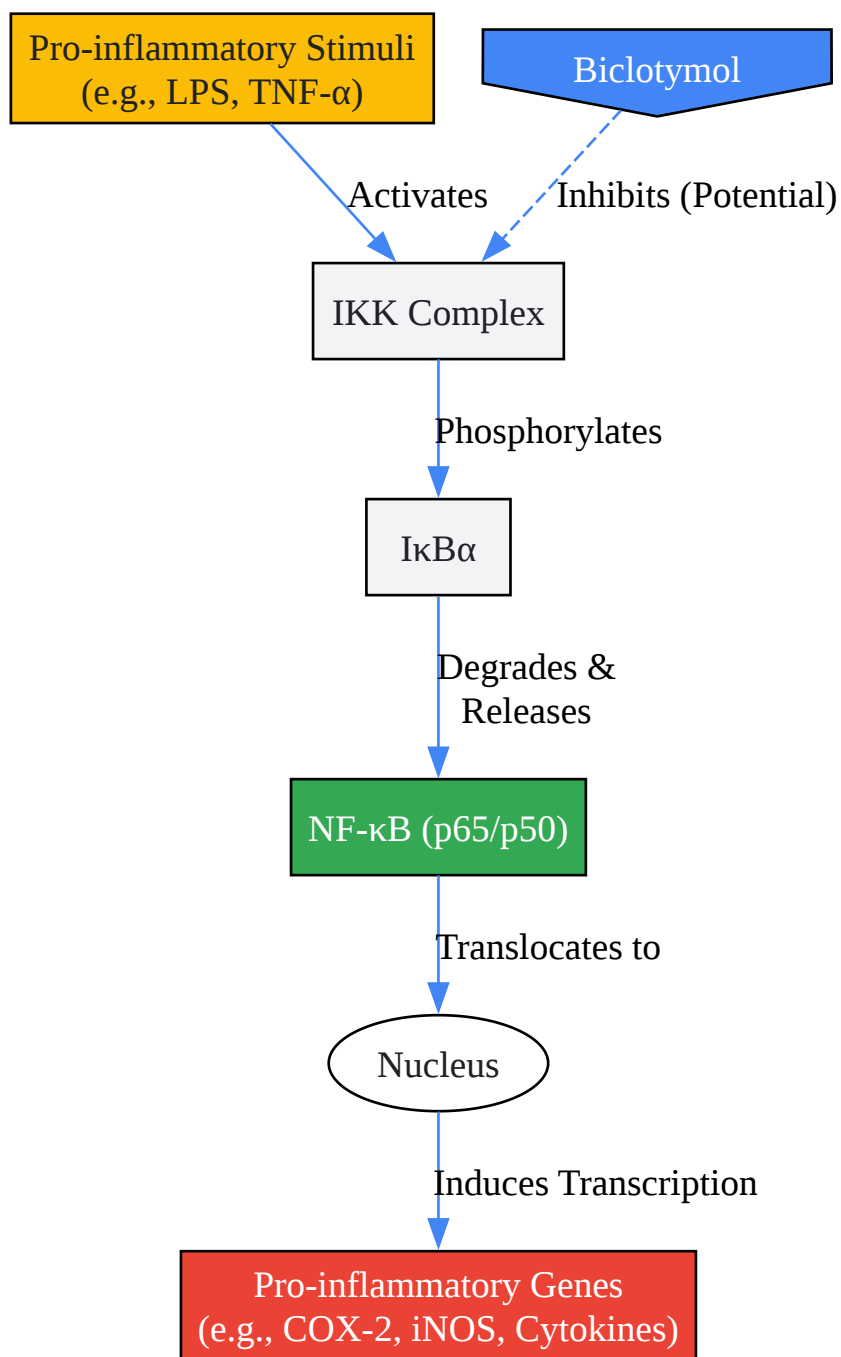 Pro-inflammatory Stimuli
(e.g., LPS, TNF-α)
Biclotymol
Activates
Inhibits (Potential)
IKK Complex
Phosphorylates
IκBα
Degrades &
Releases
NF-κB (p65/p50)
Translocates to
Nucleus
Induces Transcription
Pro-inflammatory Genes
(e.g., COX-2, iNOS, Cytokines)